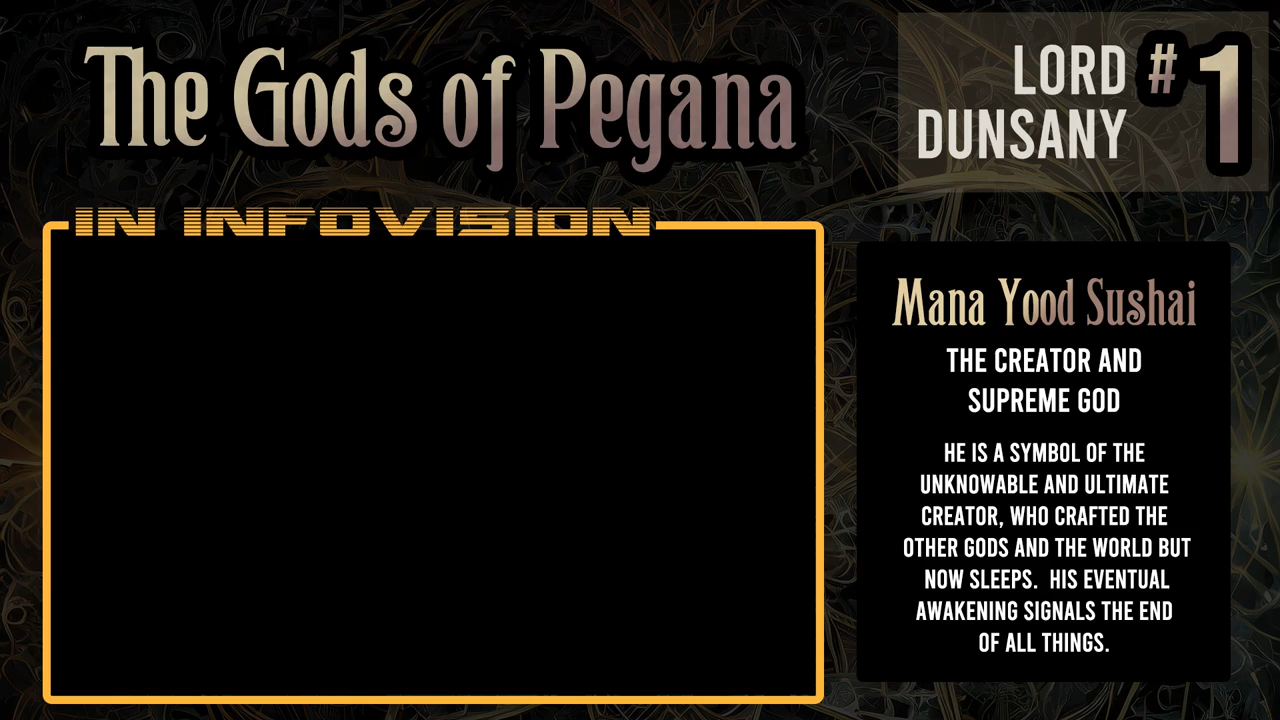 The Gods of Pegana
LORD
DUNSANY
#1
IN INFOVISION
Mana Yood Sushai
THE CREATOR AND
SUPREME GOD
HE IS A SYMBOL OF THE
UNKNOWABLE AND ULTIMATE
CREATOR, WHO CRAFTED THE
OTHER GODS AND THE WORLD BUT
NOW SLEEPS.  HIS EVENTUAL
AWAKENING SIGNALS THE END
OF ALL THINGS.